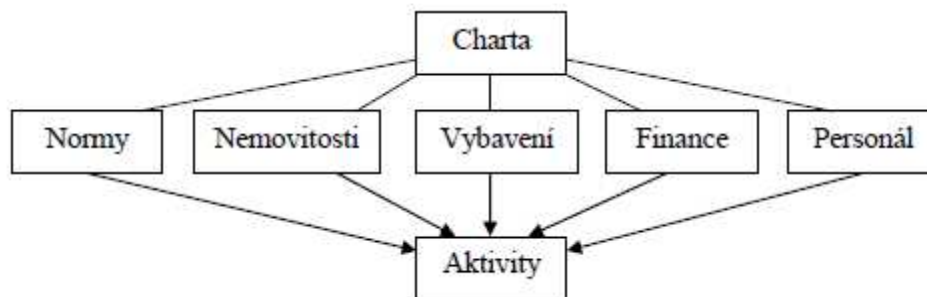 Charta
Normy
Nemovitosti
Vybavení
Finance
Personál
Aktivity